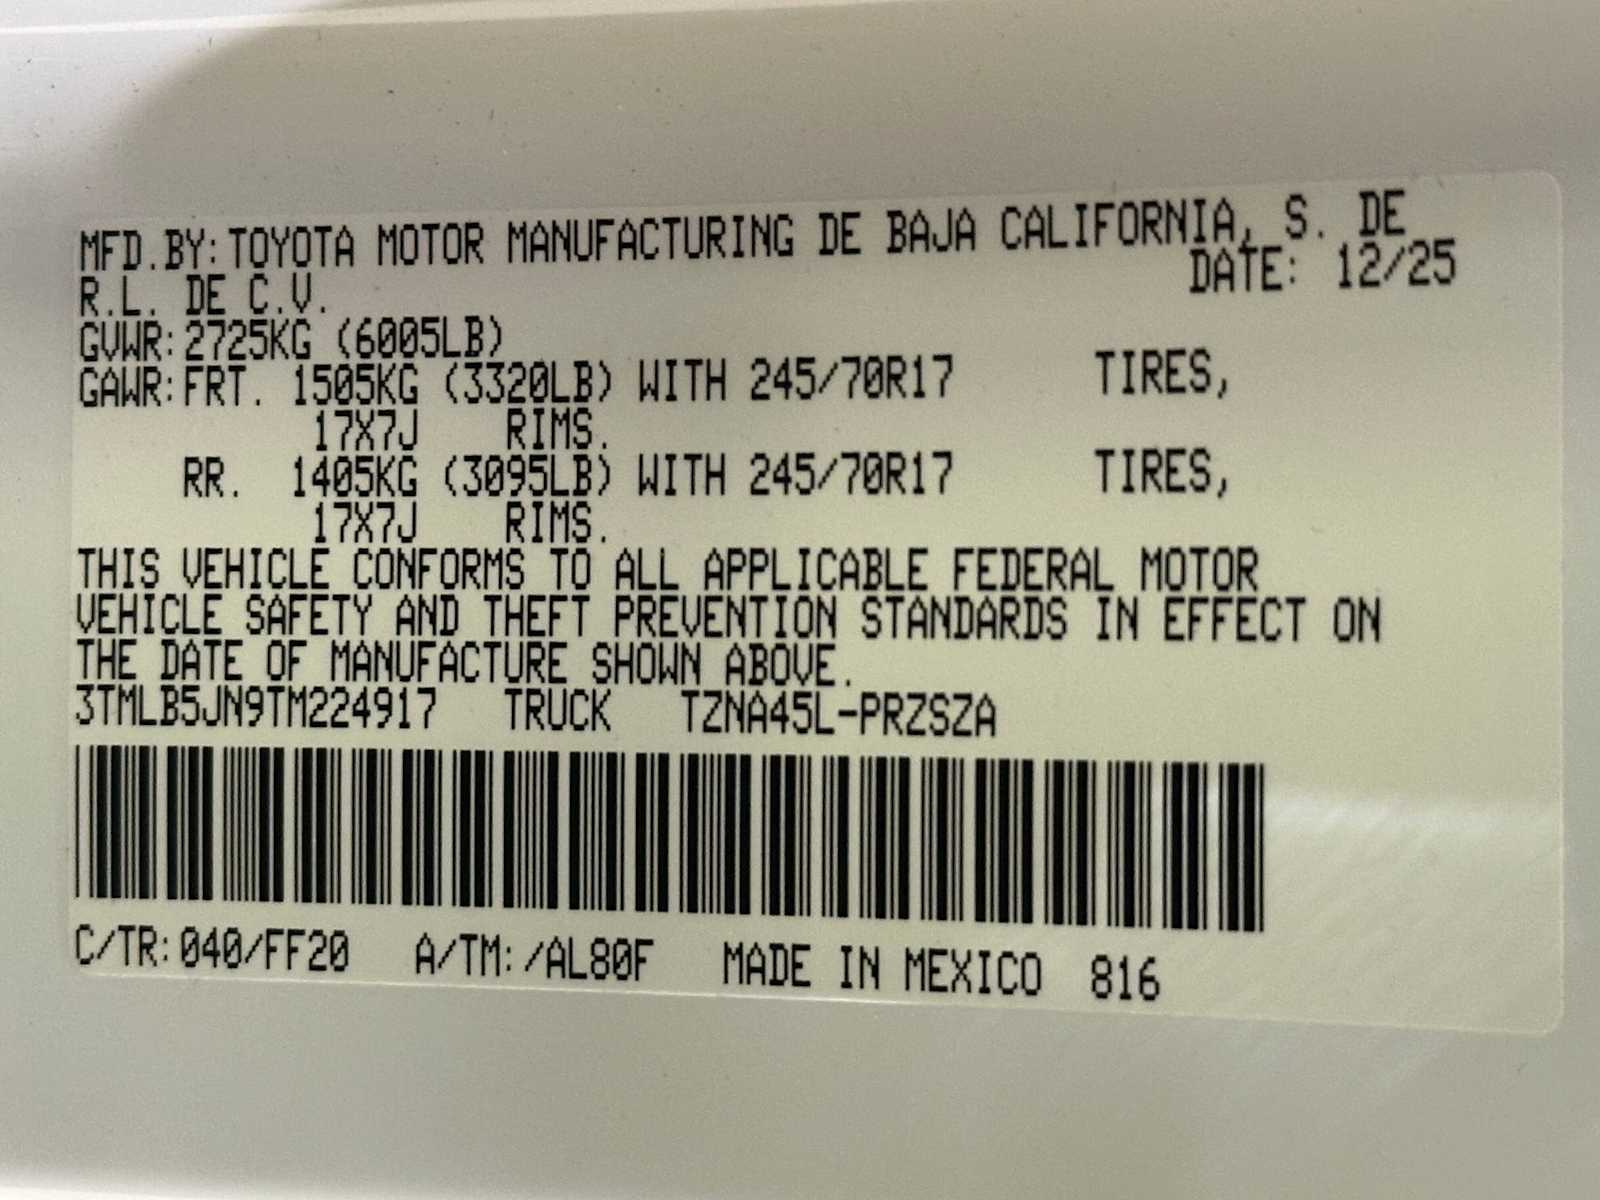 MFD.BY:TOYOTA MOTOR MANUFACTURING DE BAJA CALIFORNIA, S. DE
R.L. DE C.V. DATE: 12/25
GVWR:2725KG (6005LB)
GAWR:FRT. 1505KG (3320LB) WITH 245/70R17 TIRES,
17X7J RIMS.
RR. 1405KG (3095LB) WITH 245/70R17 TIRES,
17X7J RIMS.
THIS VEHICLE CONFORMS TO ALL APPLICABLE FEDERAL MOTOR
VEHICLE SAFETY AND THEFT PREVENTION STANDARDS IN EFFECT ON
THE DATE OF MANUFACTURE SHOWN ABOVE.
3TMLB5JN9TM224917 TRUCK TZNA45L-PRZSZA
C/TR:040/FF20 A/TM:/AL80F MADE IN MEXICO 816